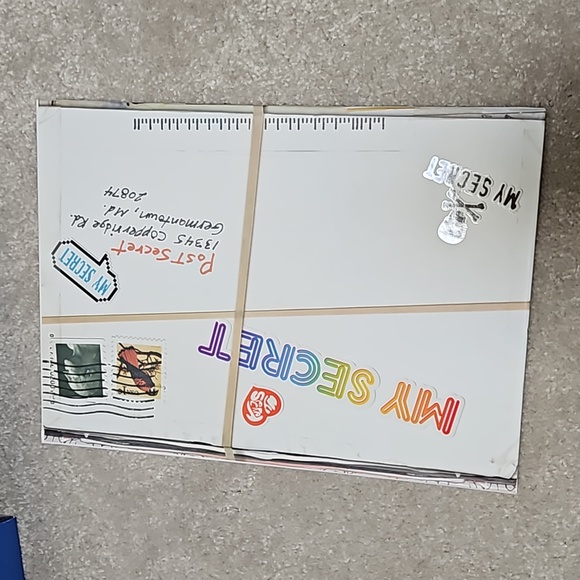 MY SECRET
MY SECRET
PostSecret
13345 Copperridge Rd.
Germantown, Md.
20874
MY SECRET